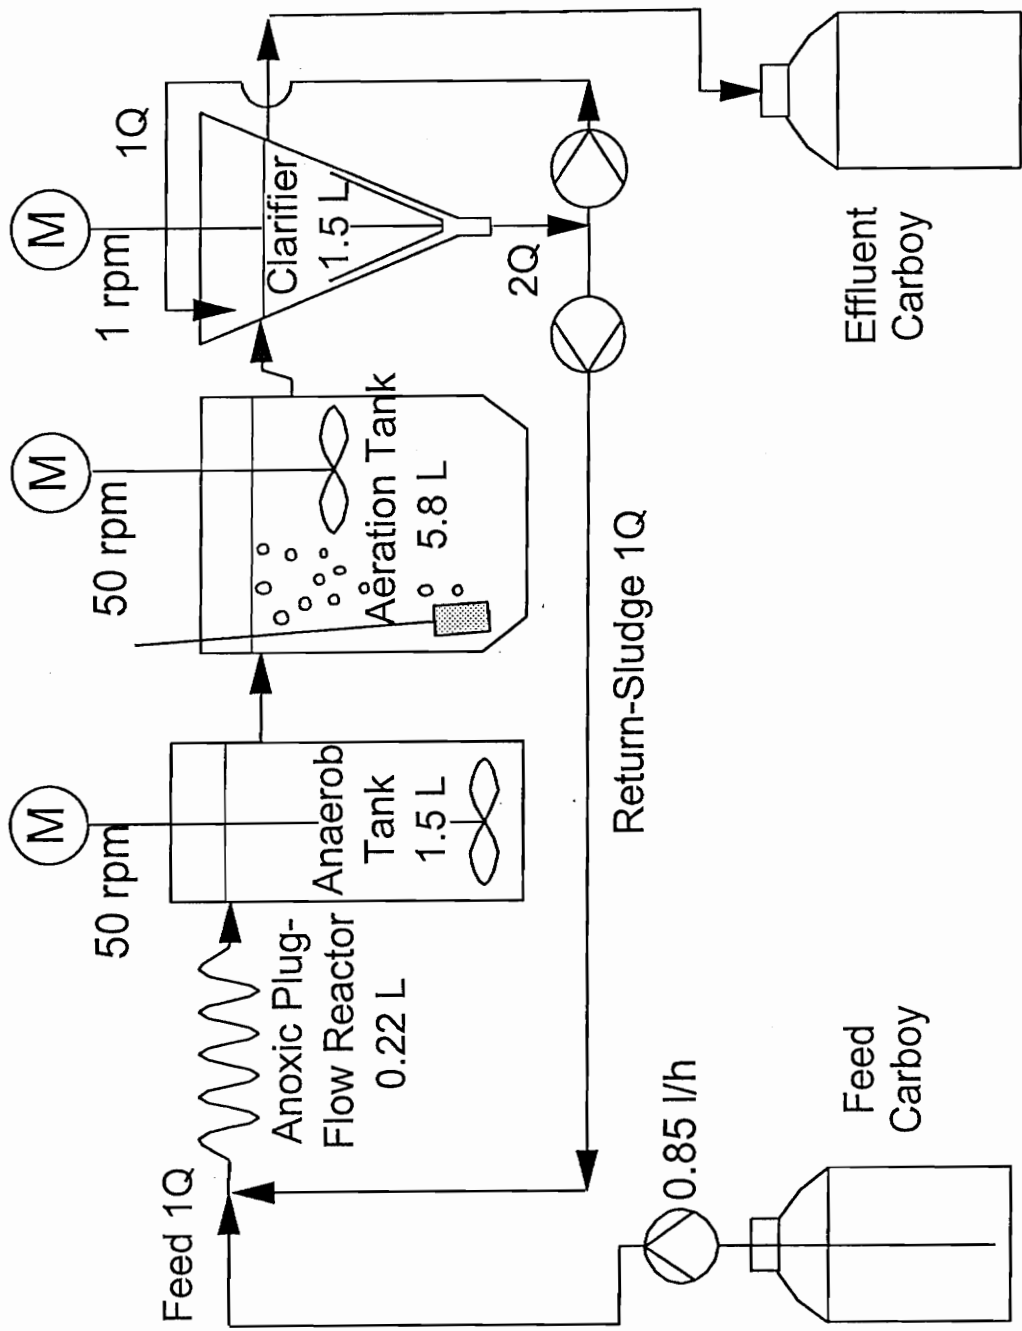 M
M
M
50 rpm
50 rpm
1 rpm
1Q
Feed 1Q
Anoxic Plug-
Flow Reactor
0.22 L
Anaerob
Tank
1.5 L
Aeration Tank
5.8 L
Clarifier
1.5 L
2Q
Return-Sludge 1Q
0.85 l/h
Feed
Carboy
Effluent
Carboy